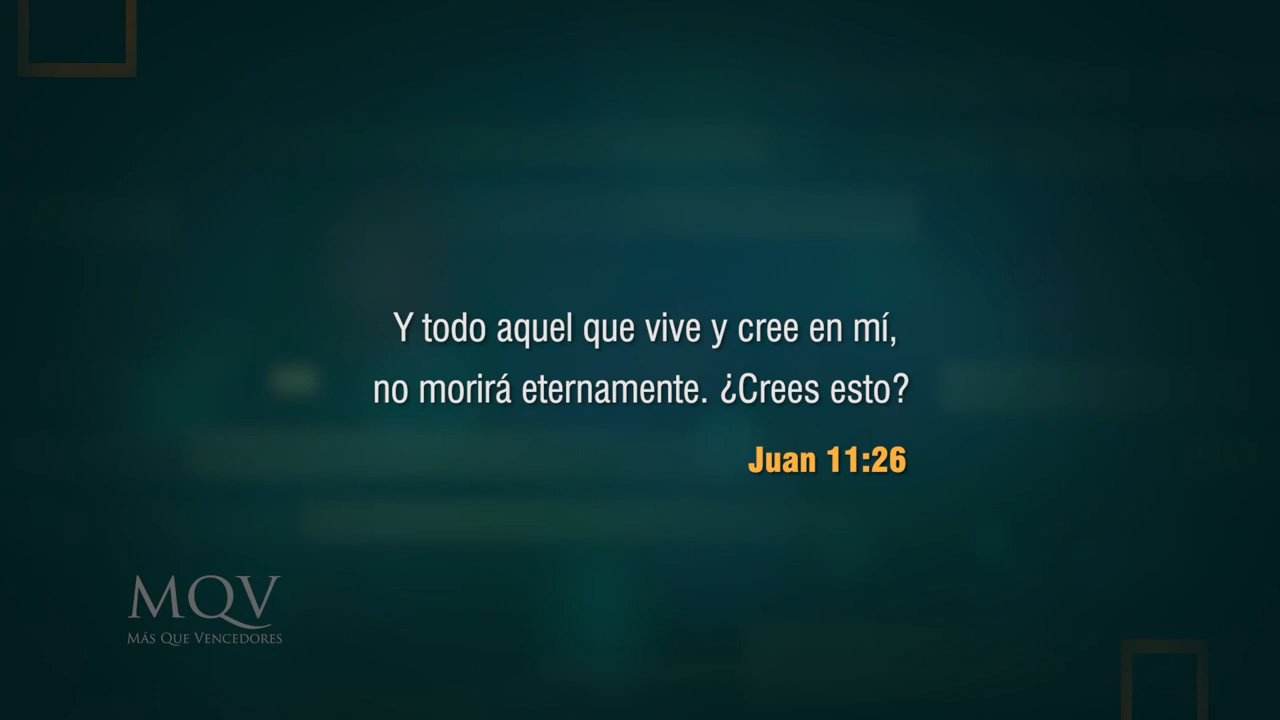 Y todo aquel que vive y cree en mí,
no morirá eternamente. ¿Crees esto?
Juan 11:26
MQV
MÁS QUE VENCEDORES